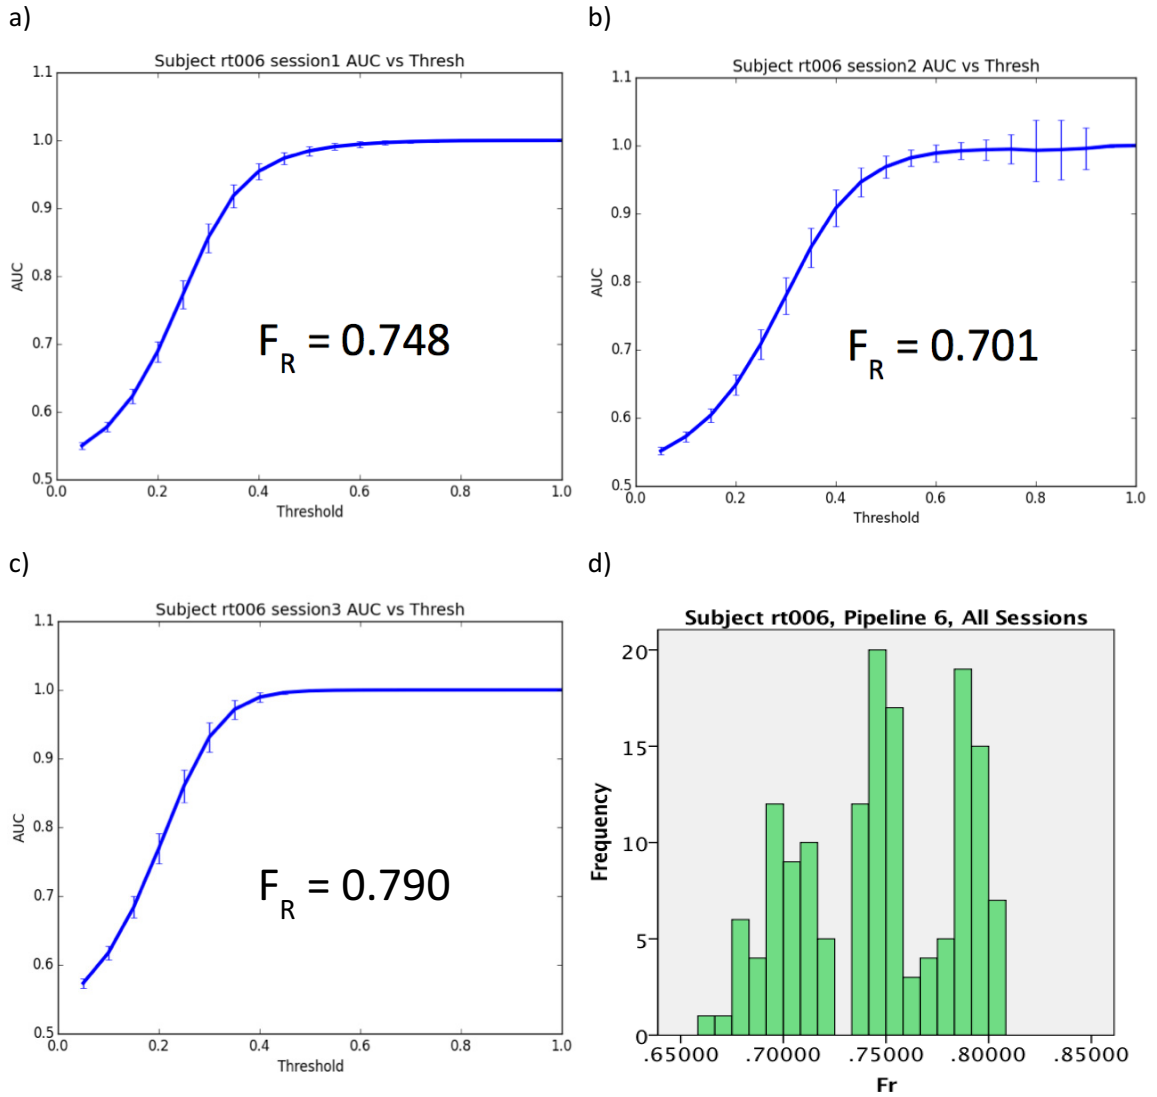 a)
Subject rt006 session1 AUC vs Thresh
1.1
1.0
0.9
0.8
0.7
0.6
0.5
AUC
F_R = 0.748
0.0 0.2 0.4 0.6 0.8 1.0
Threshold
b)
Subject rt006 session2 AUC vs Thresh
1.1
1.0
0.9
0.8
0.7
0.6
0.5
AUC
F_R = 0.701
0.0 0.2 0.4 0.6 0.8 1.0
Threshold
c)
Subject rt006 session3 AUC vs Thresh
1.1
1.0
0.9
0.8
0.7
0.6
0.5
AUC
F_R = 0.790
0.0 0.2 0.4 0.6 0.8 1.0
Threshold
d)
Subject rt006, Pipeline 6, All Sessions
20
15
10
5
0
Frequency
.65000 .70000 .75000 .80000 .85000
Fr